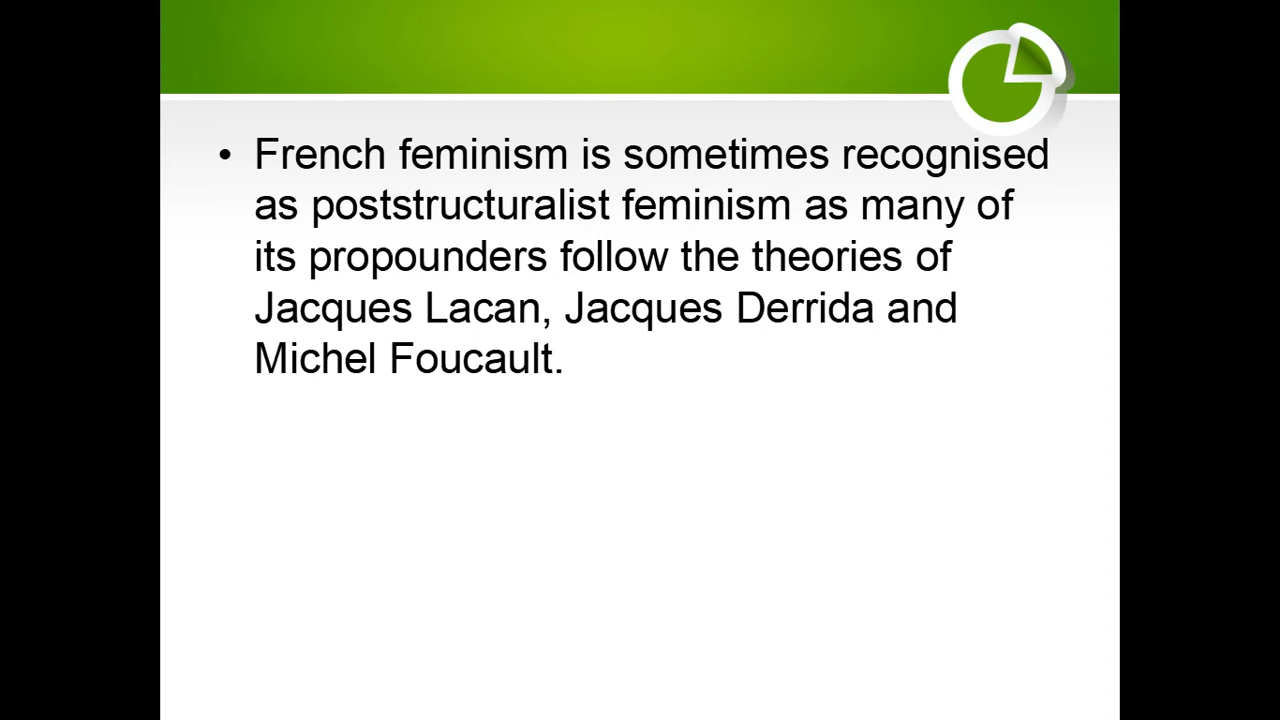 • French feminism is sometimes recognised
as poststructuralist feminism as many of
its propounders follow the theories of
Jacques Lacan, Jacques Derrida and
Michel Foucault.